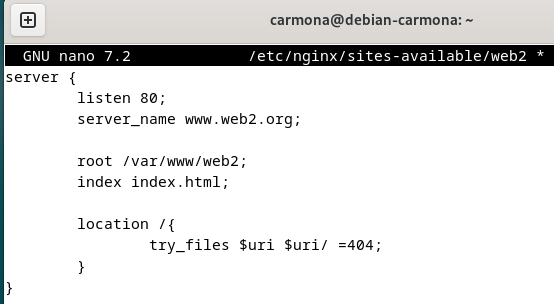 carmona@debian-carmona: ~
GNU nano 7.2 /etc/nginx/sites-available/web2 *
server {
listen 80;
server_name www.web2.org;
root /var/www/web2;
index index.html;
location /{
try_files $uri $uri/ =404;
}
}